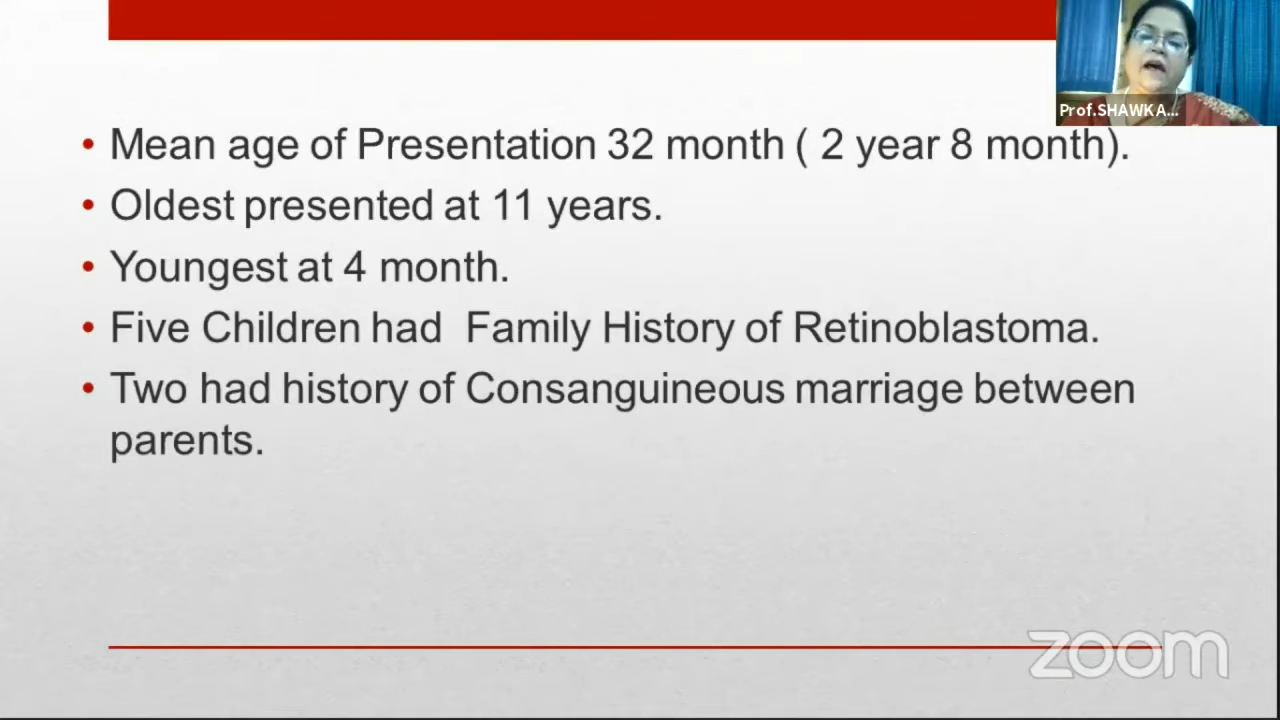 Prof.SHAWKA...
• Mean age of Presentation 32 month ( 2 year 8 month).
• Oldest presented at 11 years.
• Youngest at 4 month.
• Five Children had  Family History of Retinoblastoma.
• Two had history of Consanguineous marriage between
parents.
zoom